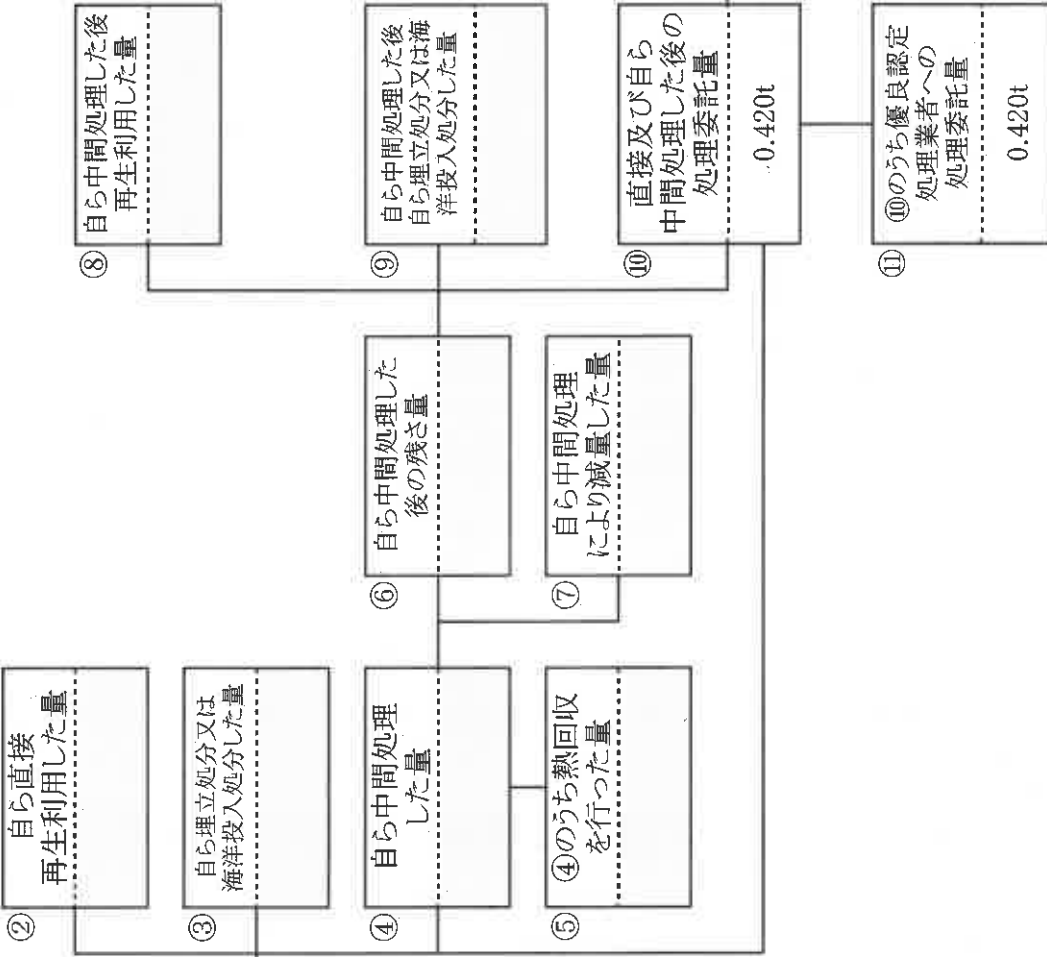 ②
自ら直接
再生利用した量
③
自ら埋立処分又は
海洋投入処分した量
④
自ら中間処理
した量
⑤
④のうち熱回収
を行った量
⑥
自ら中間処理した
後の残さ量
⑦
自ら中間処理
により減量した量
⑧
自ら中間処理した後
再生利用した量
⑨
自ら中間処理した後
自ら埋立処分又は海
洋投入処分した量
⑩
直接及び自ら
中間処理した後の
処理委託量
0.420t
⑪
⑩のうち優良認定
処理業者への
処理委託量
0.420t